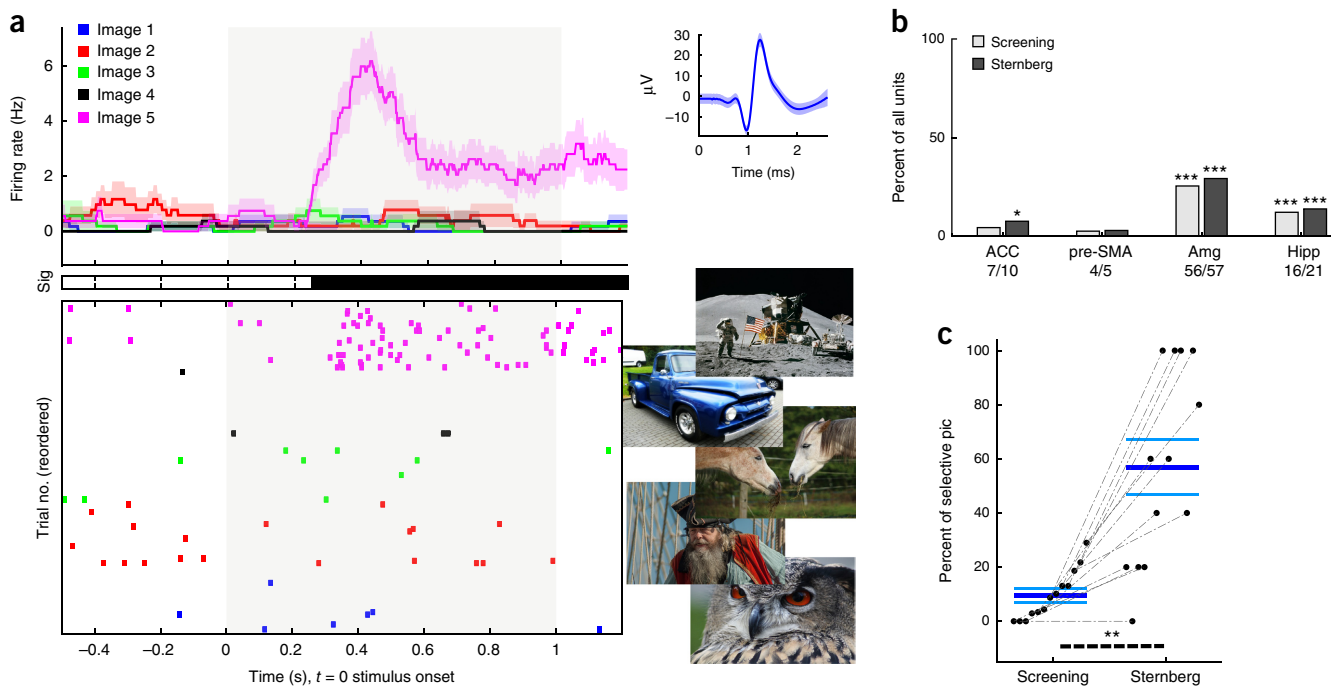 a
Image 1
Image 2
Image 3
Image 4
Image 5
6
4
2
0
Firing rate (Hz)
30
20
10
0
−10
μV
0
1
2
Time (ms)
Sig
Trial no. (reordered)
−0.4
−0.2
0
0.2
0.4
0.6
0.8
1
Time (s), t = 0 stimulus onset
b
Screening
Sternberg
100
50
0
Percent of all units
*
***
***
***
***
ACC
pre-SMA
Amg
Hipp
7/10
4/5
56/57
16/21
c
100
80
60
40
20
0
Percent of selective pic
**
Screening
Sternberg